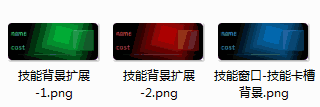 name
cost
name
cost
name
cost
技能背景扩展
-1.png
技能背景扩展
-2.png
技能窗口-技能卡槽
背景.png